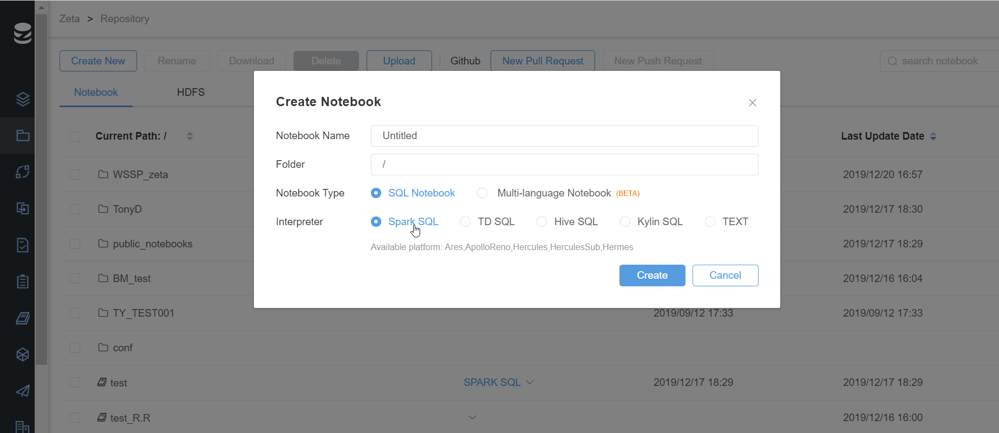 Zeta > Repository
Create New Rename Download Delete Upload Github New Pull Request New Push Request search notebook
Notebook HDFS
Create Notebook
Notebook Name Untitled
Folder /
Notebook Type SQL Notebook Multi-language Notebook (BETA)
Interpreter Spark SQL TD SQL Hive SQL Kylin SQL TEXT
Available platform: Ares,ApolloReno,Hercules,HerculesSub,Hermes
Create Cancel
Current Path: / Last Update Date
WSSP_zeta 2019/12/20 16:57
TonyD 2019/12/17 18:30
public_notebooks 2019/12/17 18:29
BM_test 2019/12/16 16:04
TY_TEST001 2019/09/12 17:33 2019/09/12 17:33
conf
test SPARK SQL 2019/12/17 18:29 2019/12/17 18:29
test_R.R 2019/12/16 16:00